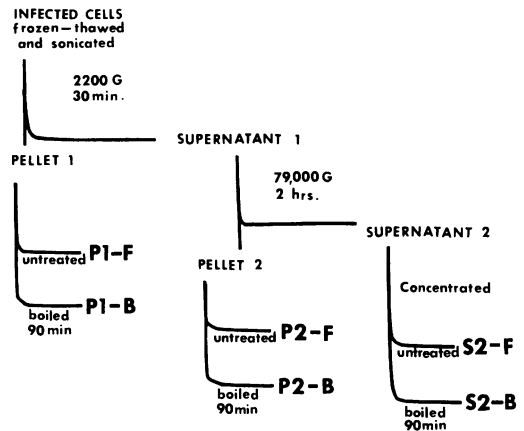 INFECTED CELLS
frozen—thawed
and sonicated
2200 G
30 min.
SUPERNATANT 1
PELLET 1
79,000 G
2 hrs.
SUPERNATANT 2
untreated P1-F
PELLET 2
Concentrated
boiled P1-B
90 min
untreated P2-F
untreated S2-F
boiled P2-B
90min
boiled S2-B
90min